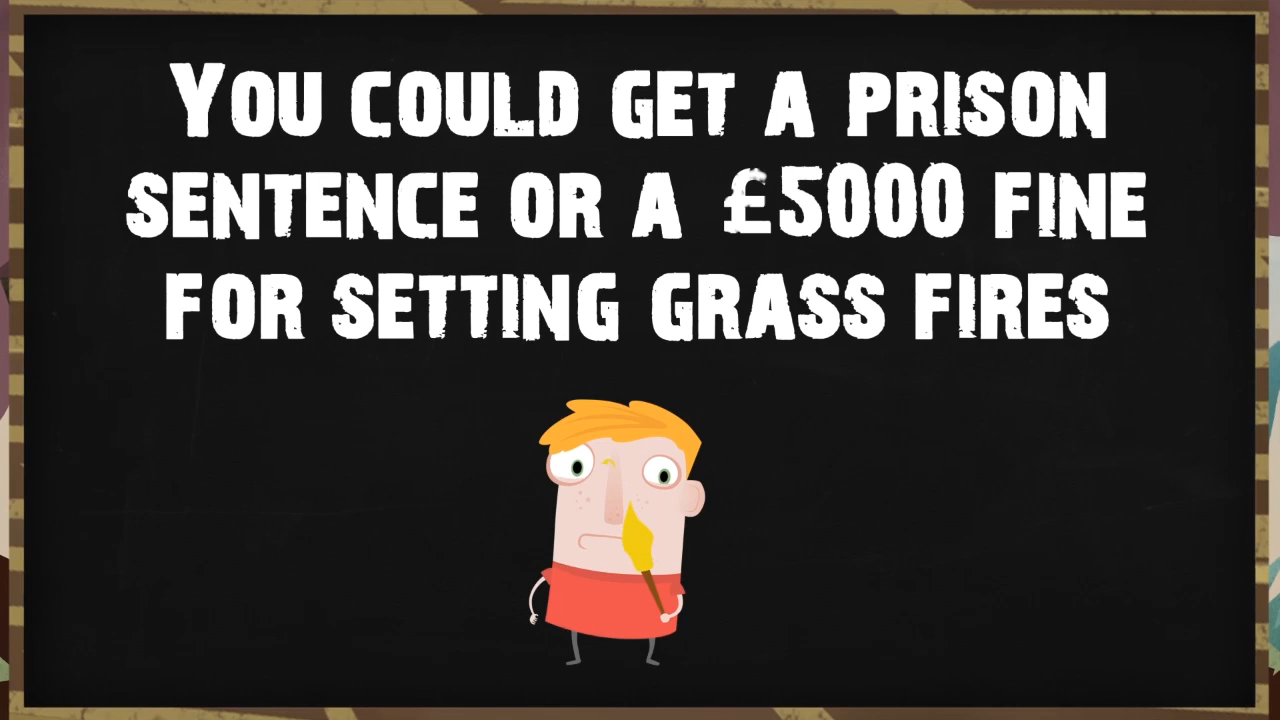 You could get a prison
sentence or a £5000 fine
for setting grass fires